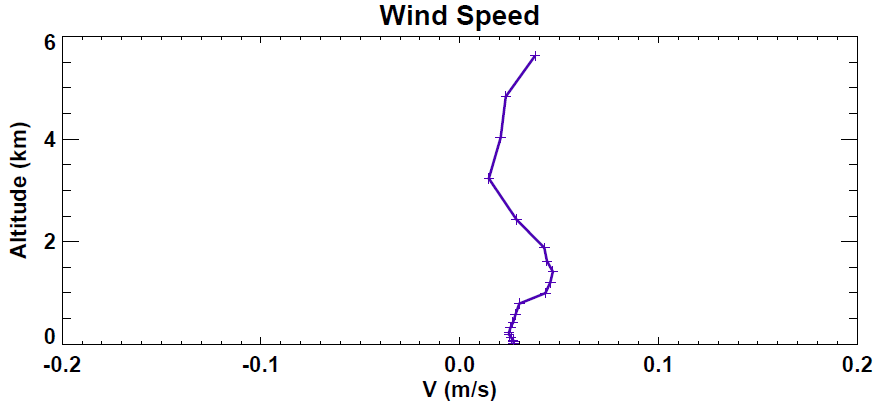 Wind Speed
6
4
2
0
Altitude (km)
-0.2 -0.1 0.0 0.1 0.2
V (m/s)